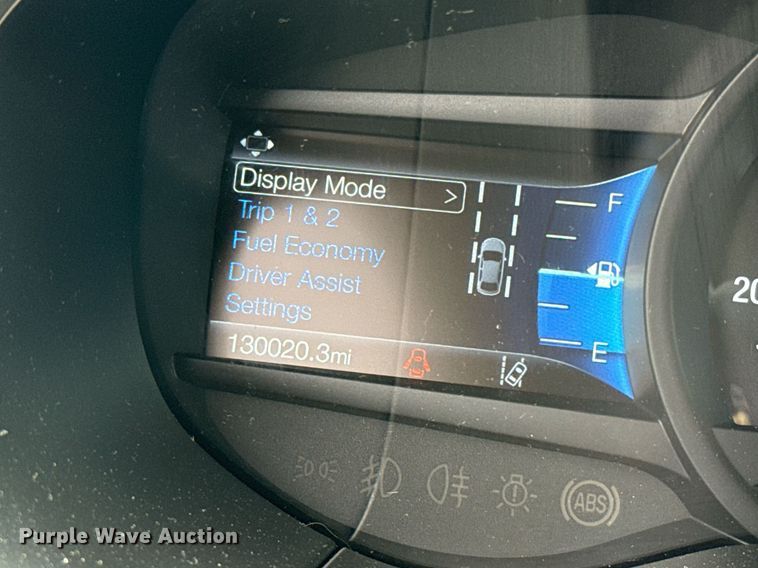 Display Mode >
Trip 1 & 2
Fuel Economy
Driver Assist
Settings
130020.3mi
F
E
20
ABS
Purple Wave Auction